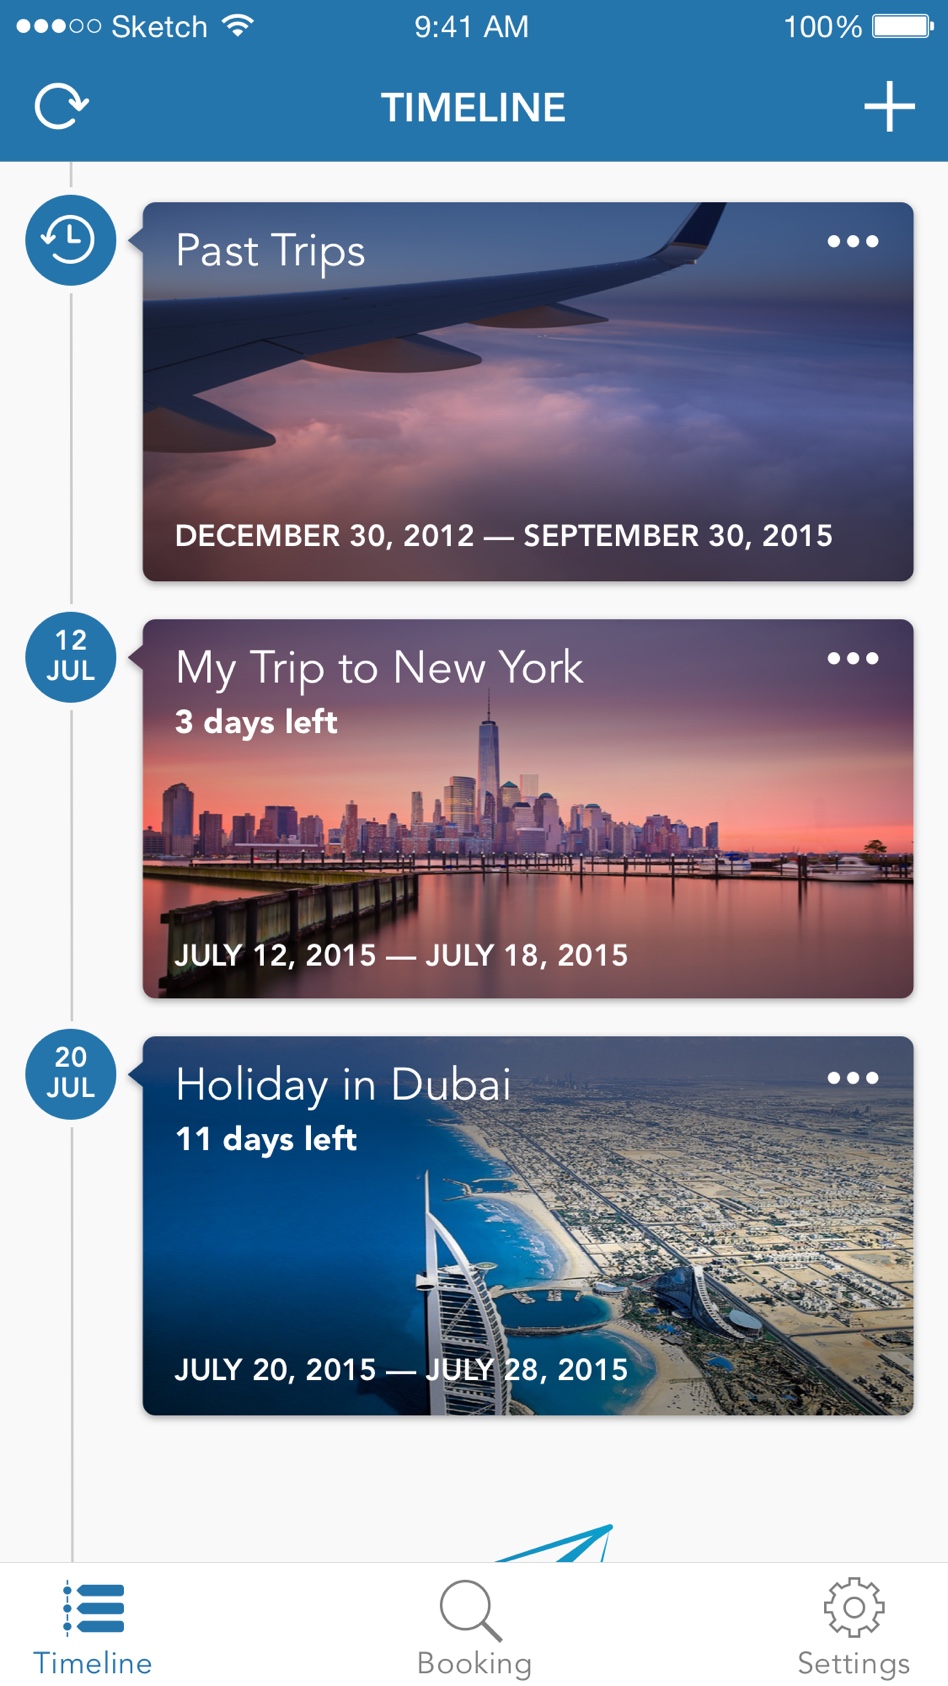 Sketch 9:41 AM 100%
TIMELINE
Past Trips
DECEMBER 30, 2012 — SEPTEMBER 30, 2015
12
JUL
My Trip to New York
3 days left
JULY 12, 2015 — JULY 18, 2015
20
JUL
Holiday in Dubai
11 days left
JULY 20, 2015 — JULY 28, 2015
Timeline Booking Settings